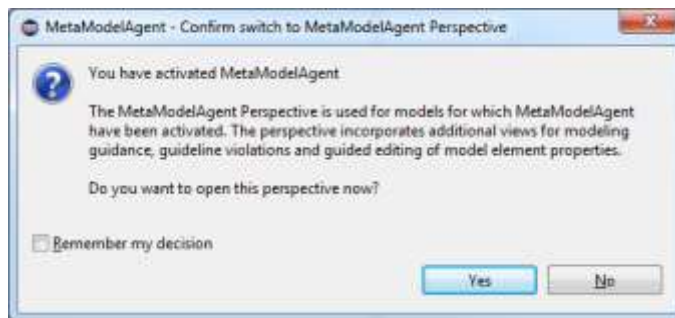 MetaModelAgent - Confirm switch to MetaModelAgent Perspective
You have activated MetaModelAgent
The MetaModelAgent Perspective is used for models for which MetaModelAgent
have been activated. The perspective incorporates additional views for modeling
guidance, guideline violations and guided editing of model element properties.
Do you want to open this perspective now?
Remember my decision
Yes No